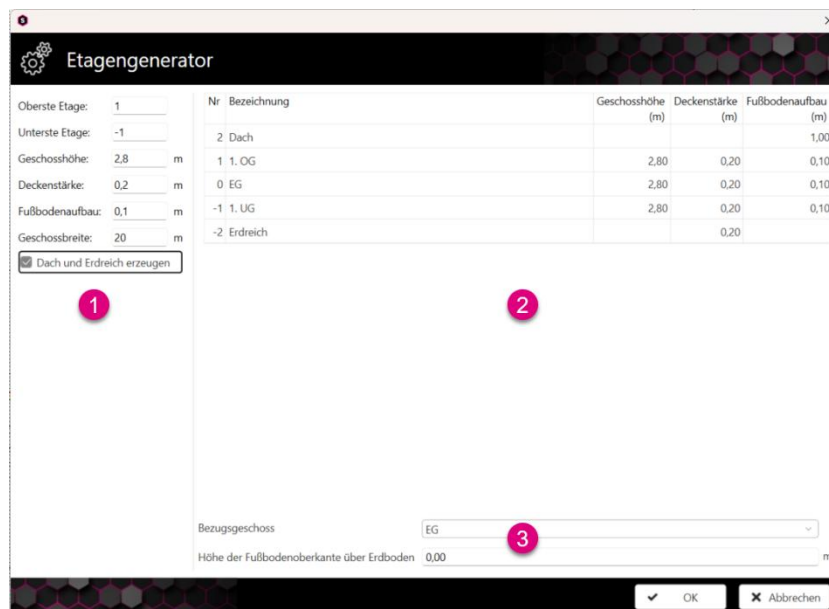 Etagengenerator
Oberste Etage: 1
Unterste Etage: -1
Geschosshöhe: 2,8 m
Deckenstärke: 0,2 m
Fußbodenaufbau: 0,1 m
Geschossbreite: 20 m
Dach und Erdreich erzeugen
1
Nr Bezeichnung Geschosshöhe (m) Deckenstärke (m) Fußbodenaufbau (m)
2 Dach 1,00
1 1. OG 2,80 0,20 0,10
0 EG 2,80 0,20 0,10
-1 1. UG 2,80 0,20 0,10
-2 Erdreich 0,20
2
Bezugsgeschoss EG
3
Höhe der Fußbodenoberkante über Erdboden 0,00 m
OK Abbrechen